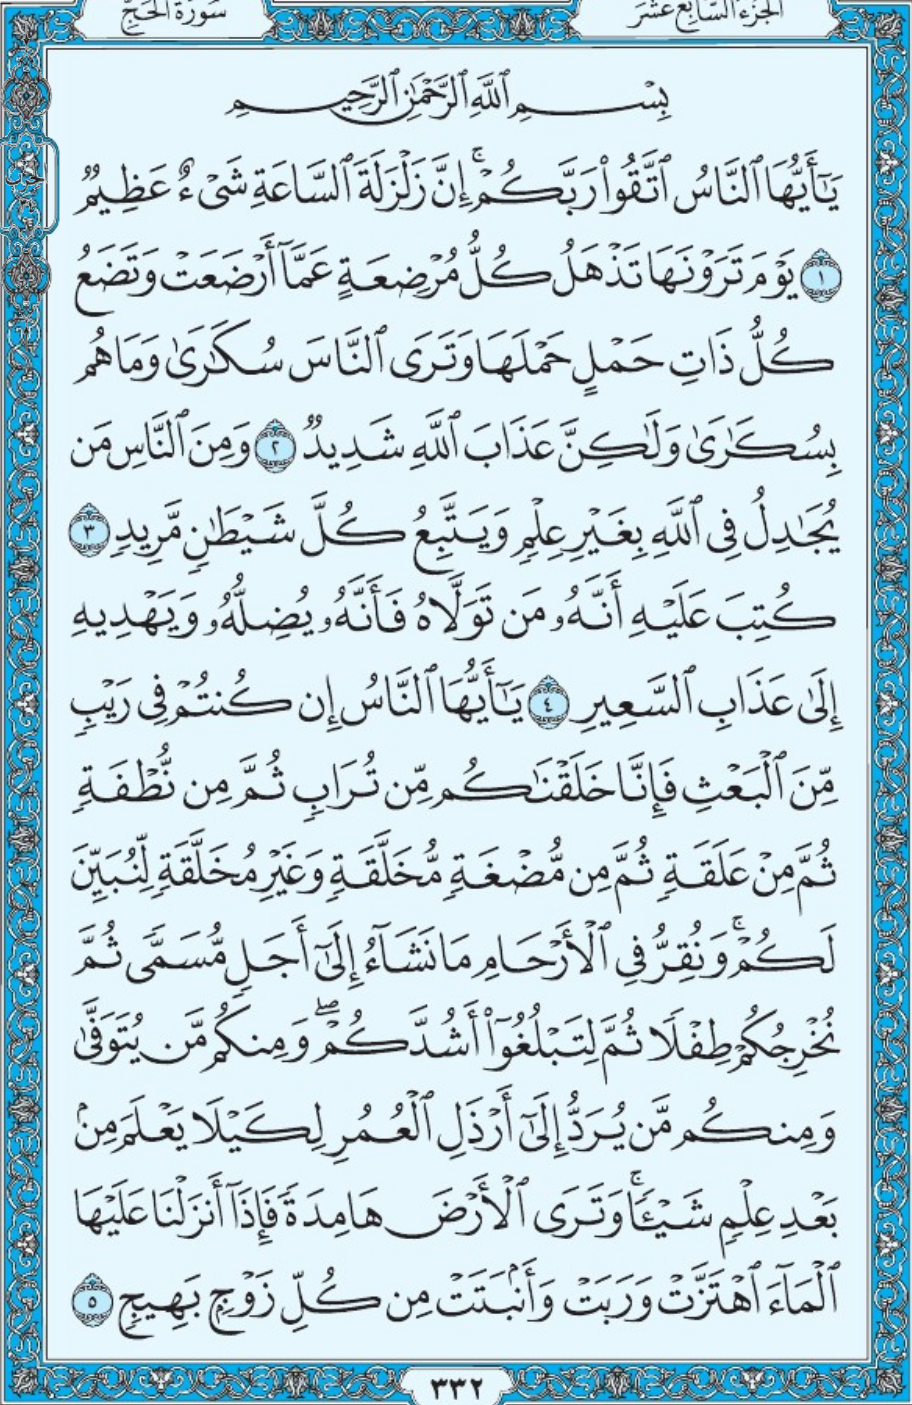 سورة الحج
الجزء السابع عشر
بِسْمِ ٱللَّهِ ٱلرَّحْمَٰنِ ٱلرَّحِيمِ
يَٰٓأَيُّهَا ٱلنَّاسُ ٱتَّقُوا۟ رَبَّكُمْ ۚ إِنَّ زَلْزَلَةَ ٱلسَّاعَةِ شَىْءٌ عَظِيمٌ
١ يَوْمَ تَرَوْنَهَا تَذْهَلُ كُلُّ مُرْضِعَةٍ عَمَّآ أَرْضَعَتْ وَتَضَعُ
كُلُّ ذَاتِ حَمْلٍ حَمْلَهَا وَتَرَى ٱلنَّاسَ سُكَٰرَىٰ وَمَا هُم
بِسُكَٰرَىٰ وَلَٰكِنَّ عَذَابَ ٱللَّهِ شَدِيدٌ ٢ وَمِنَ ٱلنَّاسِ مَن
يُجَٰدِلُ فِى ٱللَّهِ بِغَيْرِ عِلْمٍ وَيَتَّبِعُ كُلَّ شَيْطَٰنٍ مَّرِيدٍ ٣
كُتِبَ عَلَيْهِ أَنَّهُۥ مَن تَوَلَّاهُ فَأَنَّهُۥ يُضِلُّهُۥ وَيَهْدِيهِ
إِلَىٰ عَذَابِ ٱلسَّعِيرِ ٤ يَٰٓأَيُّهَا ٱلنَّاسُ إِن كُنتُمْ فِى رَيْبٍ
مِّنَ ٱلْبَعْثِ فَإِنَّا خَلَقْنَٰكُم مِّن تُرَابٍ ثُمَّ مِن نُّطْفَةٍ
ثُمَّ مِنْ عَلَقَةٍ ثُمَّ مِن مُّضْغَةٍ مُّخَلَّقَةٍ وَغَيْرِ مُخَلَّقَةٍ لِّنُبَيِّنَ
لَكُمْ ۚ وَنُقِرُّ فِى ٱلْأَرْحَامِ مَا نَشَآءُ إِلَىٰٓ أَجَلٍ مُّسَمًّى ثُمَّ
نُخْرِجُكُمْ طِفْلًا ثُمَّ لِتَبْلُغُوٓا۟ أَشُدَّكُمْ ۖ وَمِنكُم مَّن يُتَوَفَّىٰ
وَمِنكُم مَّن يُرَدُّ إِلَىٰٓ أَرْذَلِ ٱلْعُمُرِ لِكَيْلَا يَعْلَمَ مِنۢ
بَعْدِ عِلْمٍ شَيْـًٔا ۚ وَتَرَى ٱلْأَرْضَ هَامِدَةً فَإِذَآ أَنزَلْنَا عَلَيْهَا
ٱلْمَآءَ ٱهْتَزَّتْ وَرَبَتْ وَأَنۢبَتَتْ مِن كُلِّ زَوْجٍۭ بَهِيجٍ ٥
٣٣٢